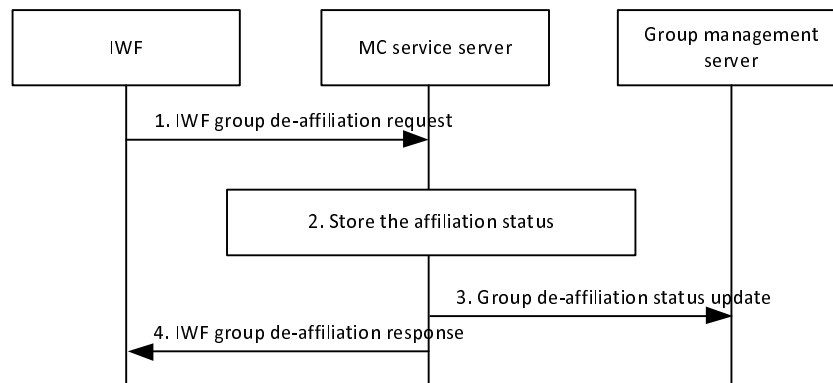 IWF
MC service server
Group management
server
1. IWF group de-affiliation request
2. Store the affiliation status
3. Group de-affiliation status update
4. IWF group de-affiliation response